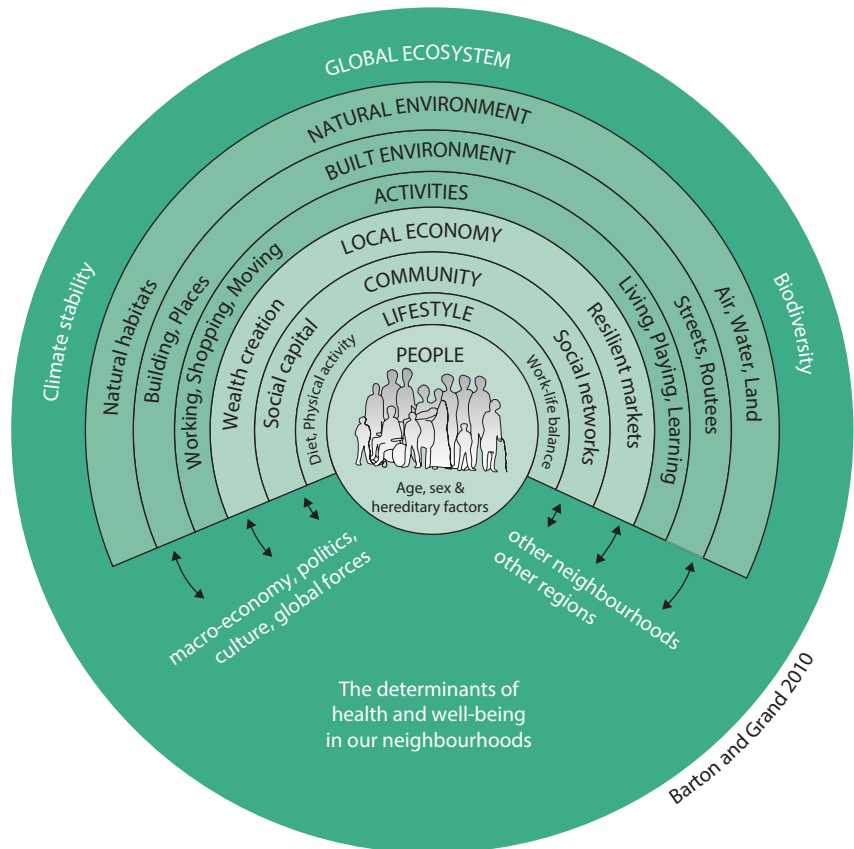 GLOBAL ECOSYSTEM
NATURAL ENVIRONMENT
BUILT ENVIRONMENT
ACTIVITIES
LOCAL ECONOMY
COMMUNITY
LIFESTYLE
PEOPLE
Age, sex &
hereditary factors
Climate stability
Natural habitats
Building, Places
Working, Shopping, Moving
Wealth creation
Social capital
Diet, Physical activity
Work-life balance
Social networks
Resilient markets
Living, Playing, Learning
Streets, Routees
Air, Water, Land
Biodiversity
macro-economy, politics,
culture, global forces
other neighbourhoods
other regions
The determinants of
health and well-being
in our neighbourhoods
Barton and Grand 2010